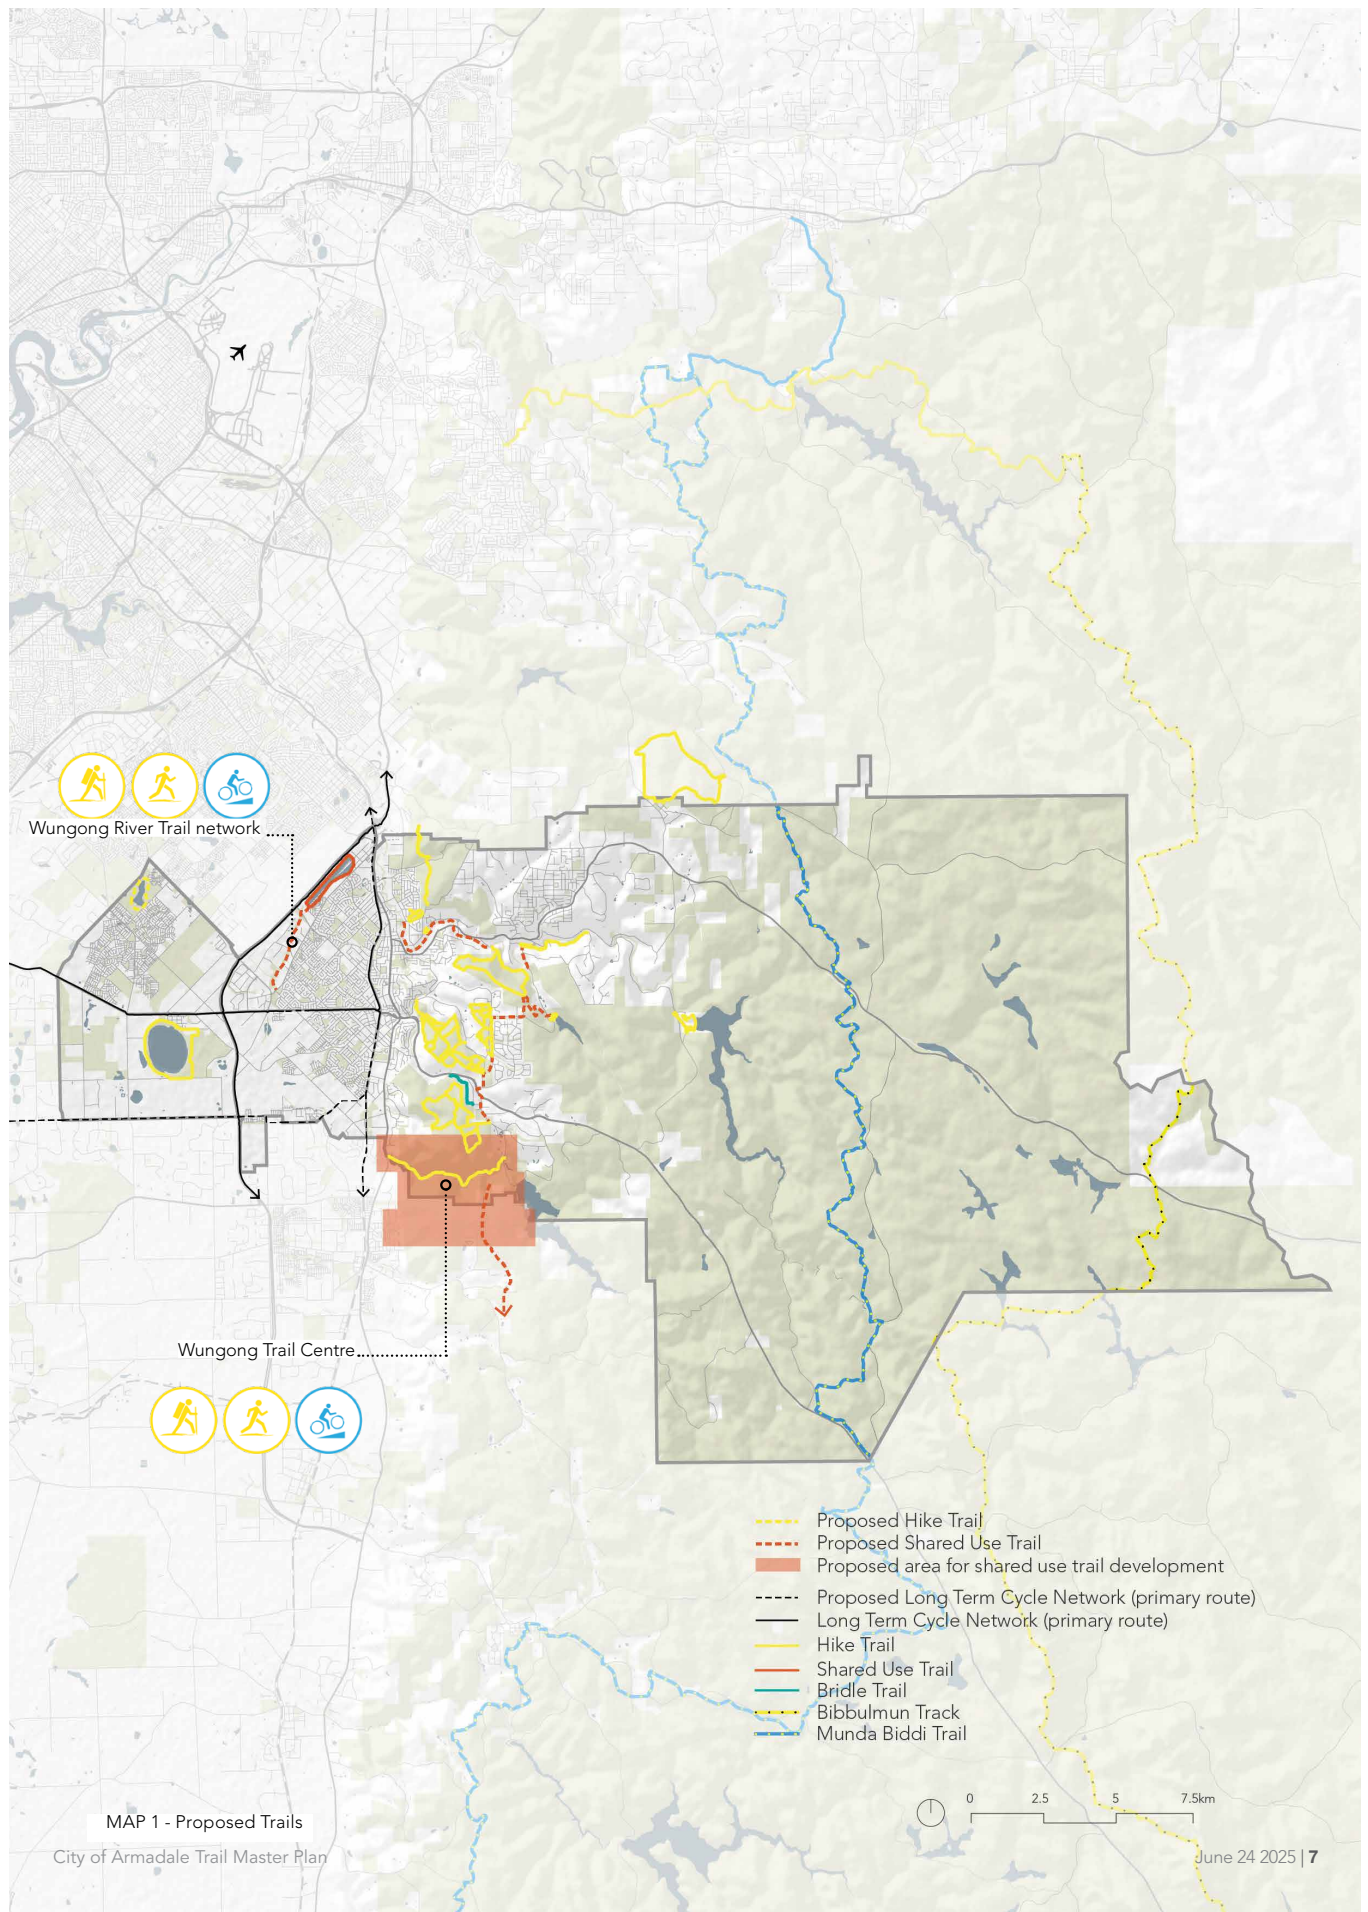 Wungong River Trail network
Wungong Trail Centre
Proposed Hike Trail
Proposed Shared Use Trail
Proposed area for shared use trail development
Proposed Long Term Cycle Network (primary route)
Long Term Cycle Network (primary route)
Hike Trail
Shared Use Trail
Bridle Trail
Bibbulmun Track
Munda Biddi Trail
0 2.5 5 7.5km
MAP 1 - Proposed Trails
City of Armadale Trail Master Plan
June 24 2025 | 7